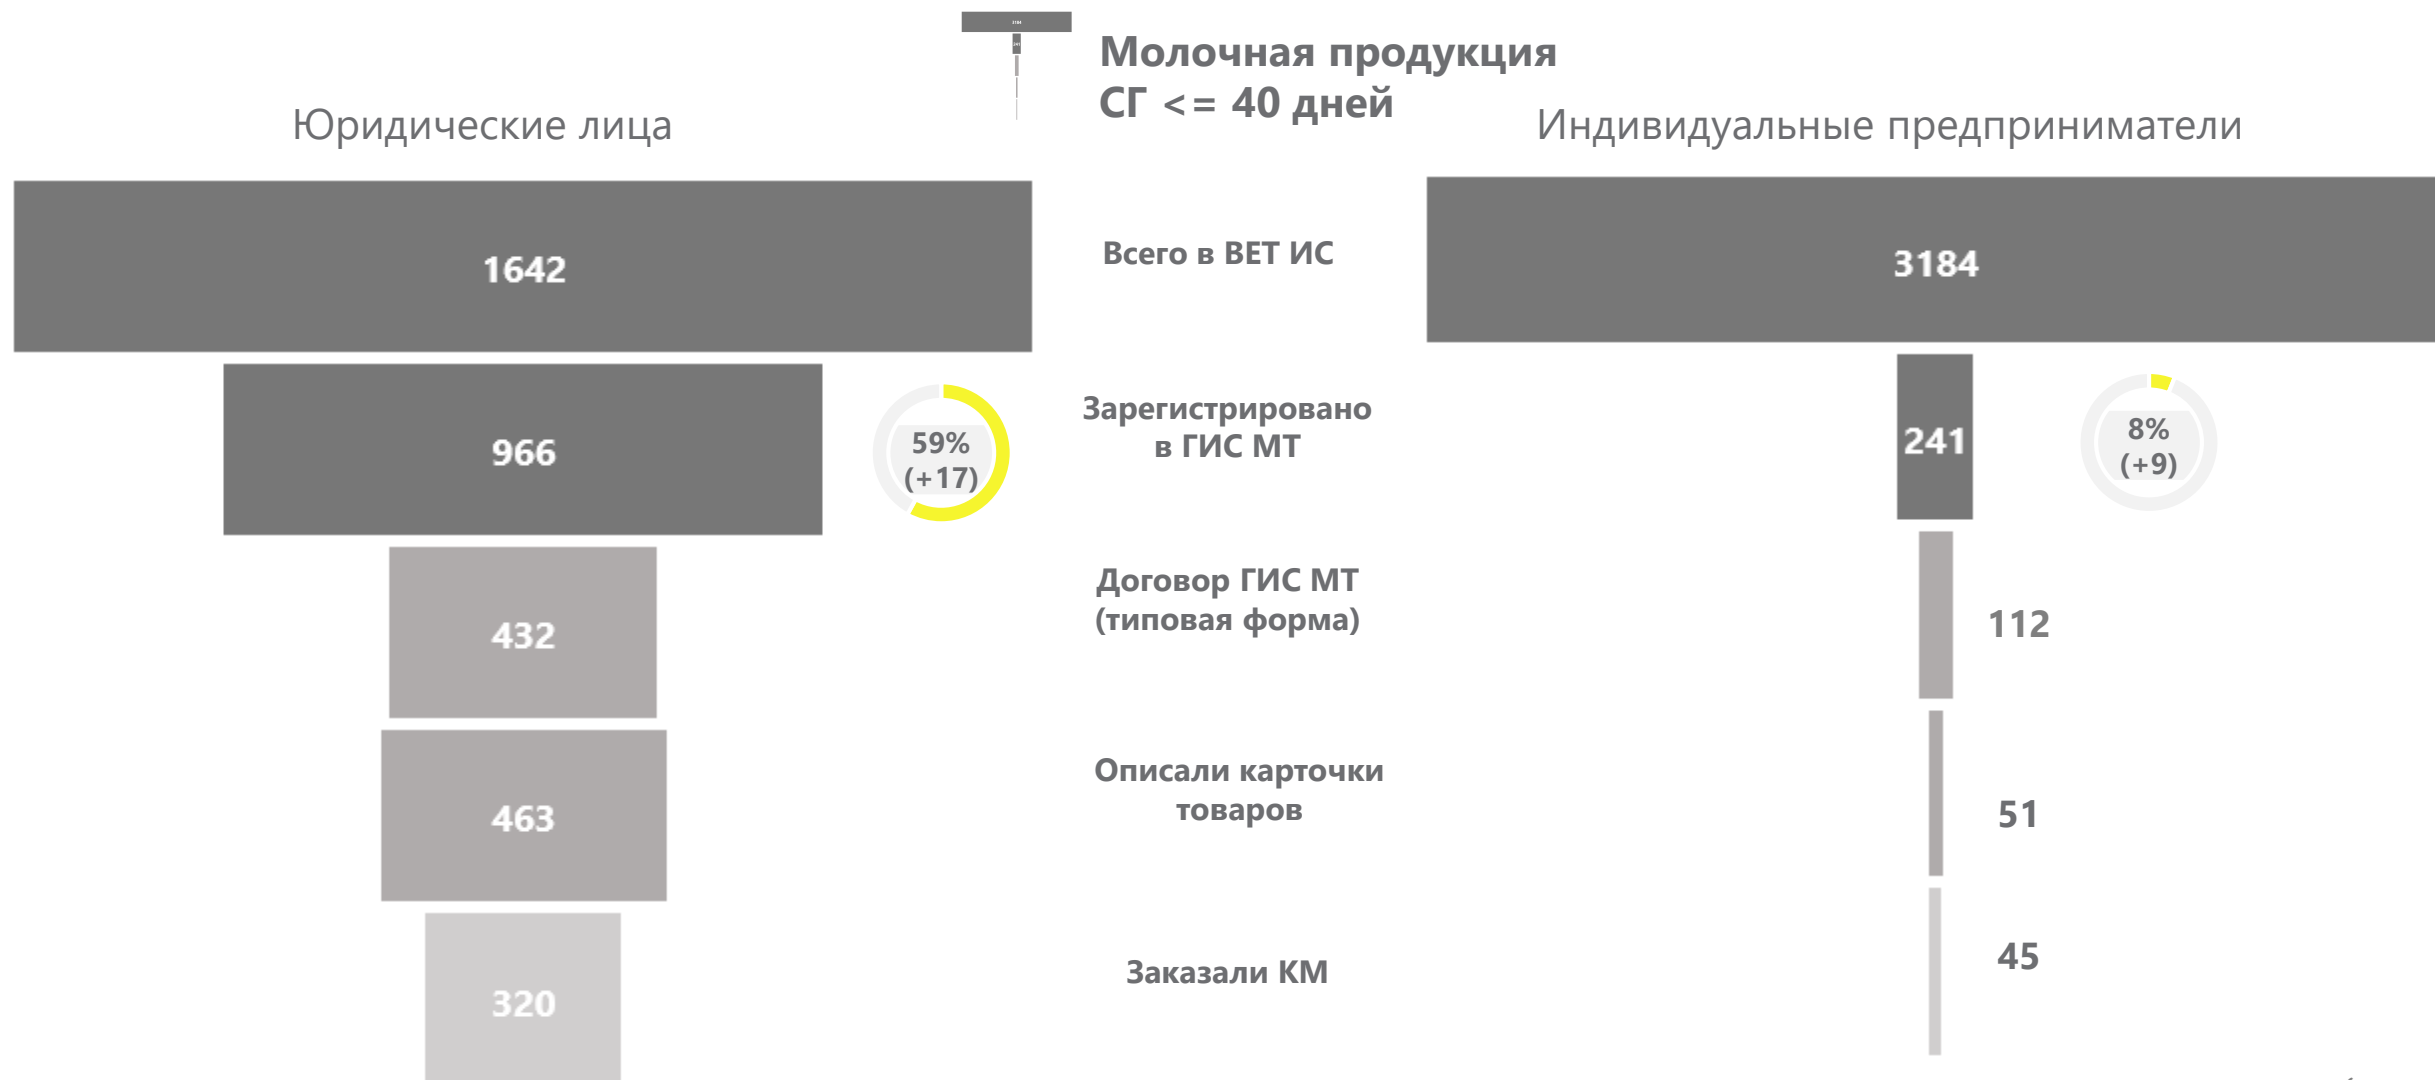 Молочная продукция
СГ <= 40 дней
Юридические лица
Индивидуальные предприниматели
1642
Всего в ВЕТ ИС
3184
966
59%
(+17)
Зарегистрировано
в ГИС МТ
241
8%
(+9)
432
Договор ГИС МТ
(типовая форма)
112
463
Описали карточки
товаров
51
320
Заказали КМ
45